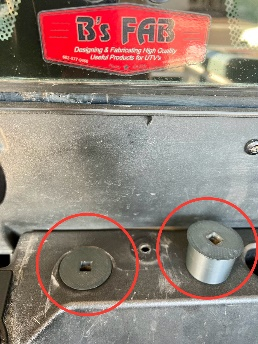 B's FAB
Designing & Fabricating High Quality
Useful Products for UTV's